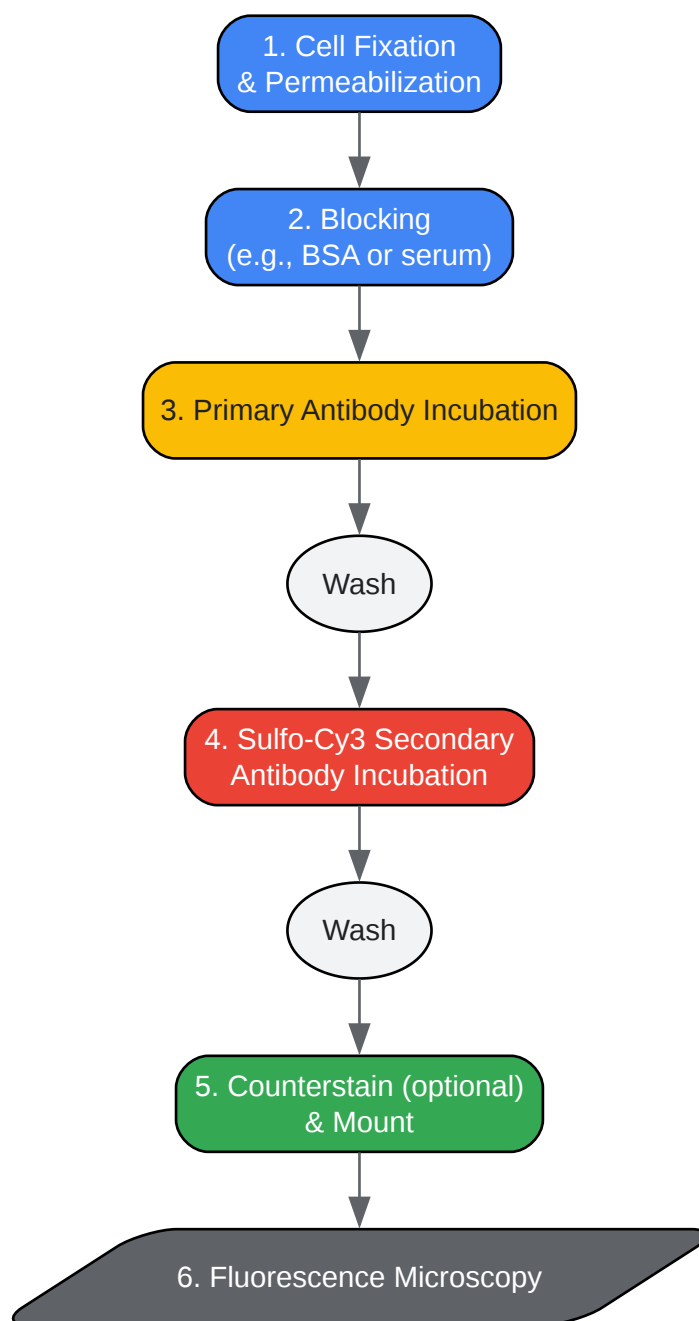 1. Cell Fixation
& Permeabilization
2. Blocking
(e.g., BSA or serum)
3. Primary Antibody Incubation
Wash
4. Sulfo-Cy3 Secondary
Antibody Incubation
Wash
5. Counterstain (optional)
& Mount
6. Fluorescence Microscopy